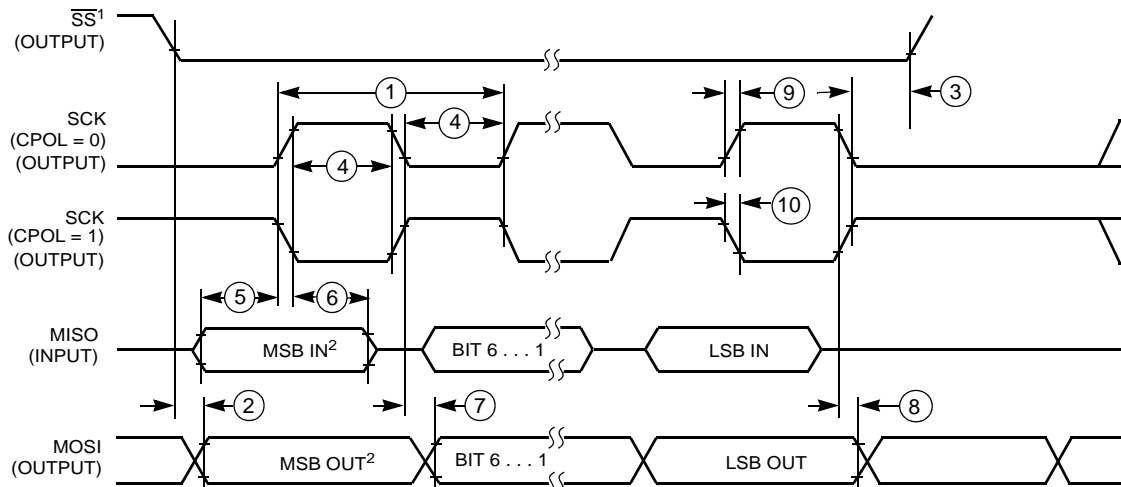 SS¹
(OUTPUT)
3
1
9
SCK
(CPOL = 0)
(OUTPUT)
4
4
SCK
(CPOL = 1)
(OUTPUT)
10
5
6
MISO
(INPUT)
MSB IN²
BIT 6 . . . 1
LSB IN
2
7
8
MOSI
(OUTPUT)
MSB OUT²
BIT 6 . . . 1
LSB OUT